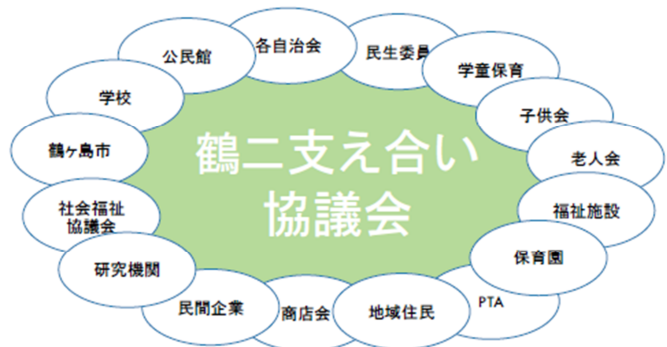 各自治会
民生委員
公民館
学童保育
学校
子供会
鶴ヶ島市
鶴二支え合い
協議会
老人会
社会福祉
協議会
福祉施設
研究機関
保育園
民間企業
商店会
地域住民
PTA